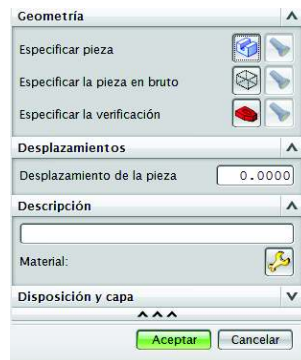 Geometría
Especificar pieza
Especificar la pieza en bruto
Especificar la verificación
Desplazamientos
Desplazamiento de la pieza 0.0000
Descripción
Material:
Disposición y capa
Aceptar Cancelar